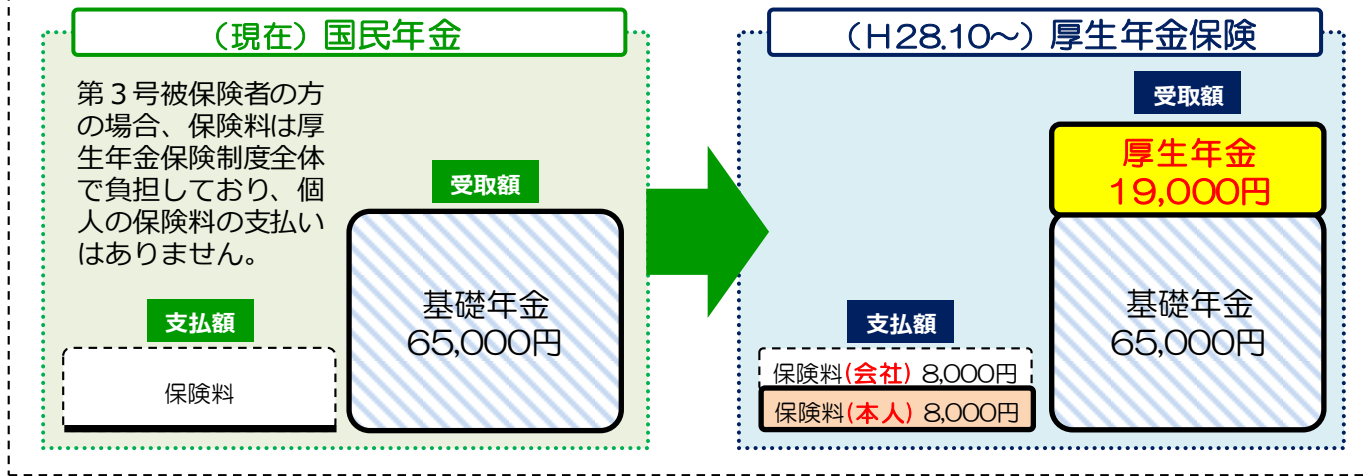 (現在)国民年金
第3号被保険者の方
の場合、保険料は厚
生年金保険制度全体
で負担しており、個
人の保険料の支払い
はありません。
受取額
基礎年金
65,000円
支払額
保険料
(H28.10~)厚生年金保険
受取額
厚生年金
19,000円
基礎年金
65,000円
支払額
保険料(会社) 8,000円
保険料(本人) 8,000円